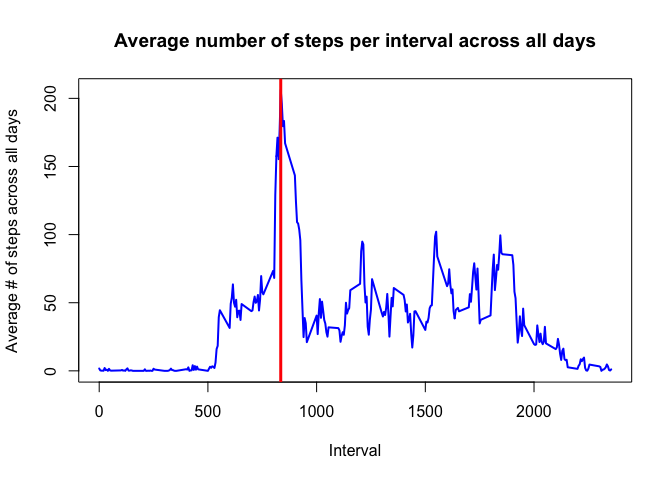 Average number of steps per interval across all days
Average # of steps across all days
200
150
100
50
0
0 500 1000 1500 2000
Interval